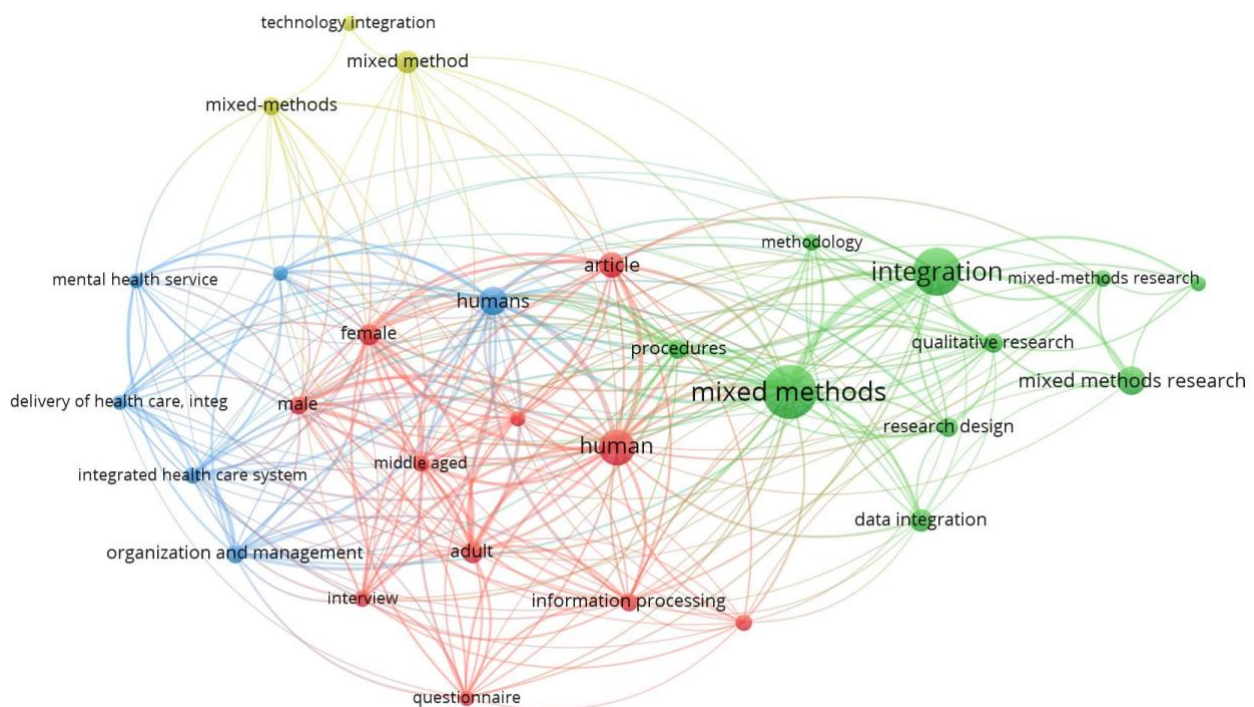 technology integration
mixed method
mixed-methods
methodology
article
integration
mental health service
mixed-methods research
humans
female
procedures
qualitative research
mixed methods research
mixed methods
delivery of health care, integ
male
research design
human
middle aged
integrated health care system
data integration
organization and management
adult
interview
information processing
questionnaire